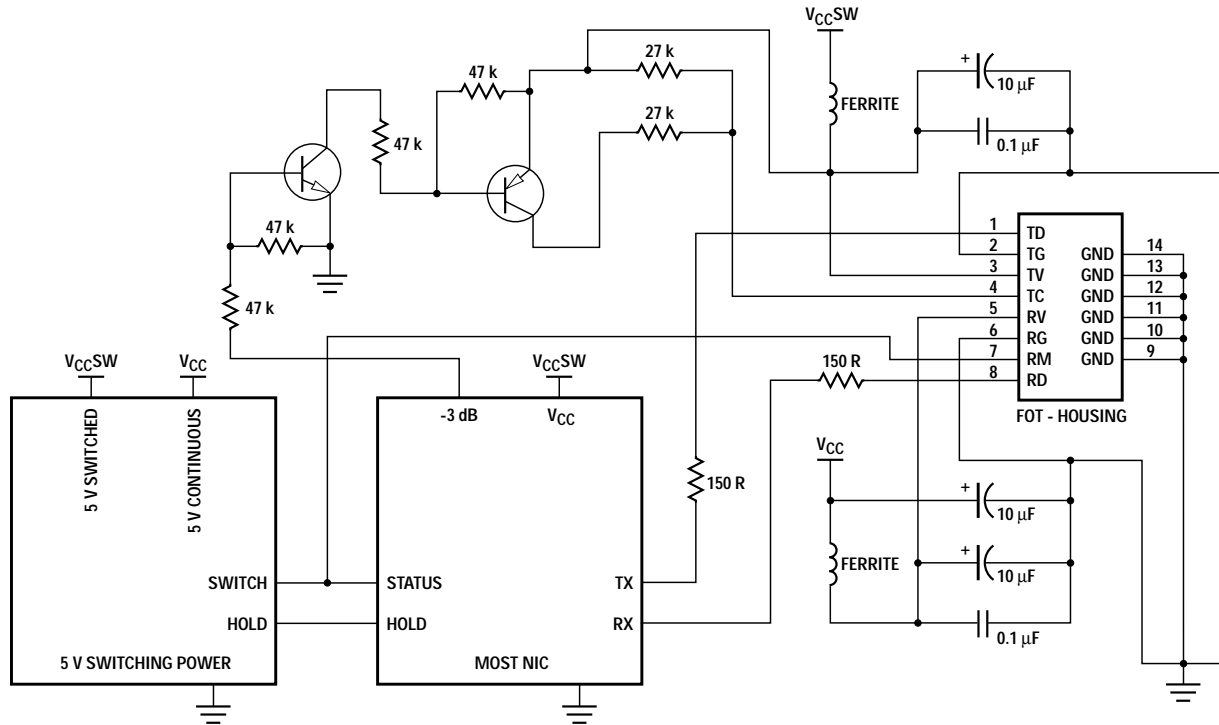 VCCSW
27 k
+
10 µF
47 k
FERRITE
27 k
0.1 µF
47 k
47 k
1 TD
2 TG GND 14
3 TV GND 13
4 TC GND 12
5 RV GND 11
6 RG GND 10
7 RM GND 9
8 RD
FOT - HOUSING
47 k
150 R
VCCSW
VCC
VCCSW
-3 dB
VCC
5 V SWITCHED
5 V CONTINUOUS
VCC
150 R
+
10 µF
FERRITE
+
10 µF
0.1 µF
SWITCH
STATUS
TX
HOLD
HOLD
RX
5 V SWITCHING POWER
MOST NIC